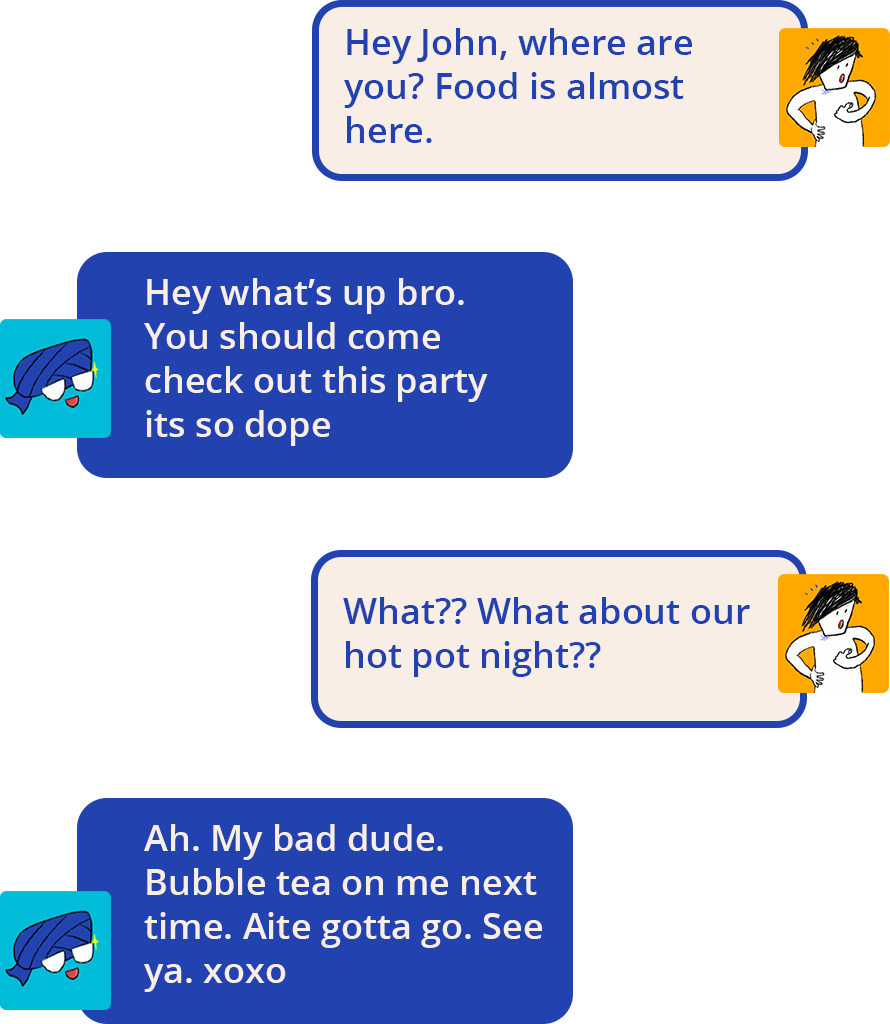 Hey John, where are
you? Food is almost
here.
Hey what’s up bro.
You should come
check out this party
its so dope
What?? What about our
hot pot night??
Ah. My bad dude.
Bubble tea on me next
time. Aite gotta go. See
ya. xoxo